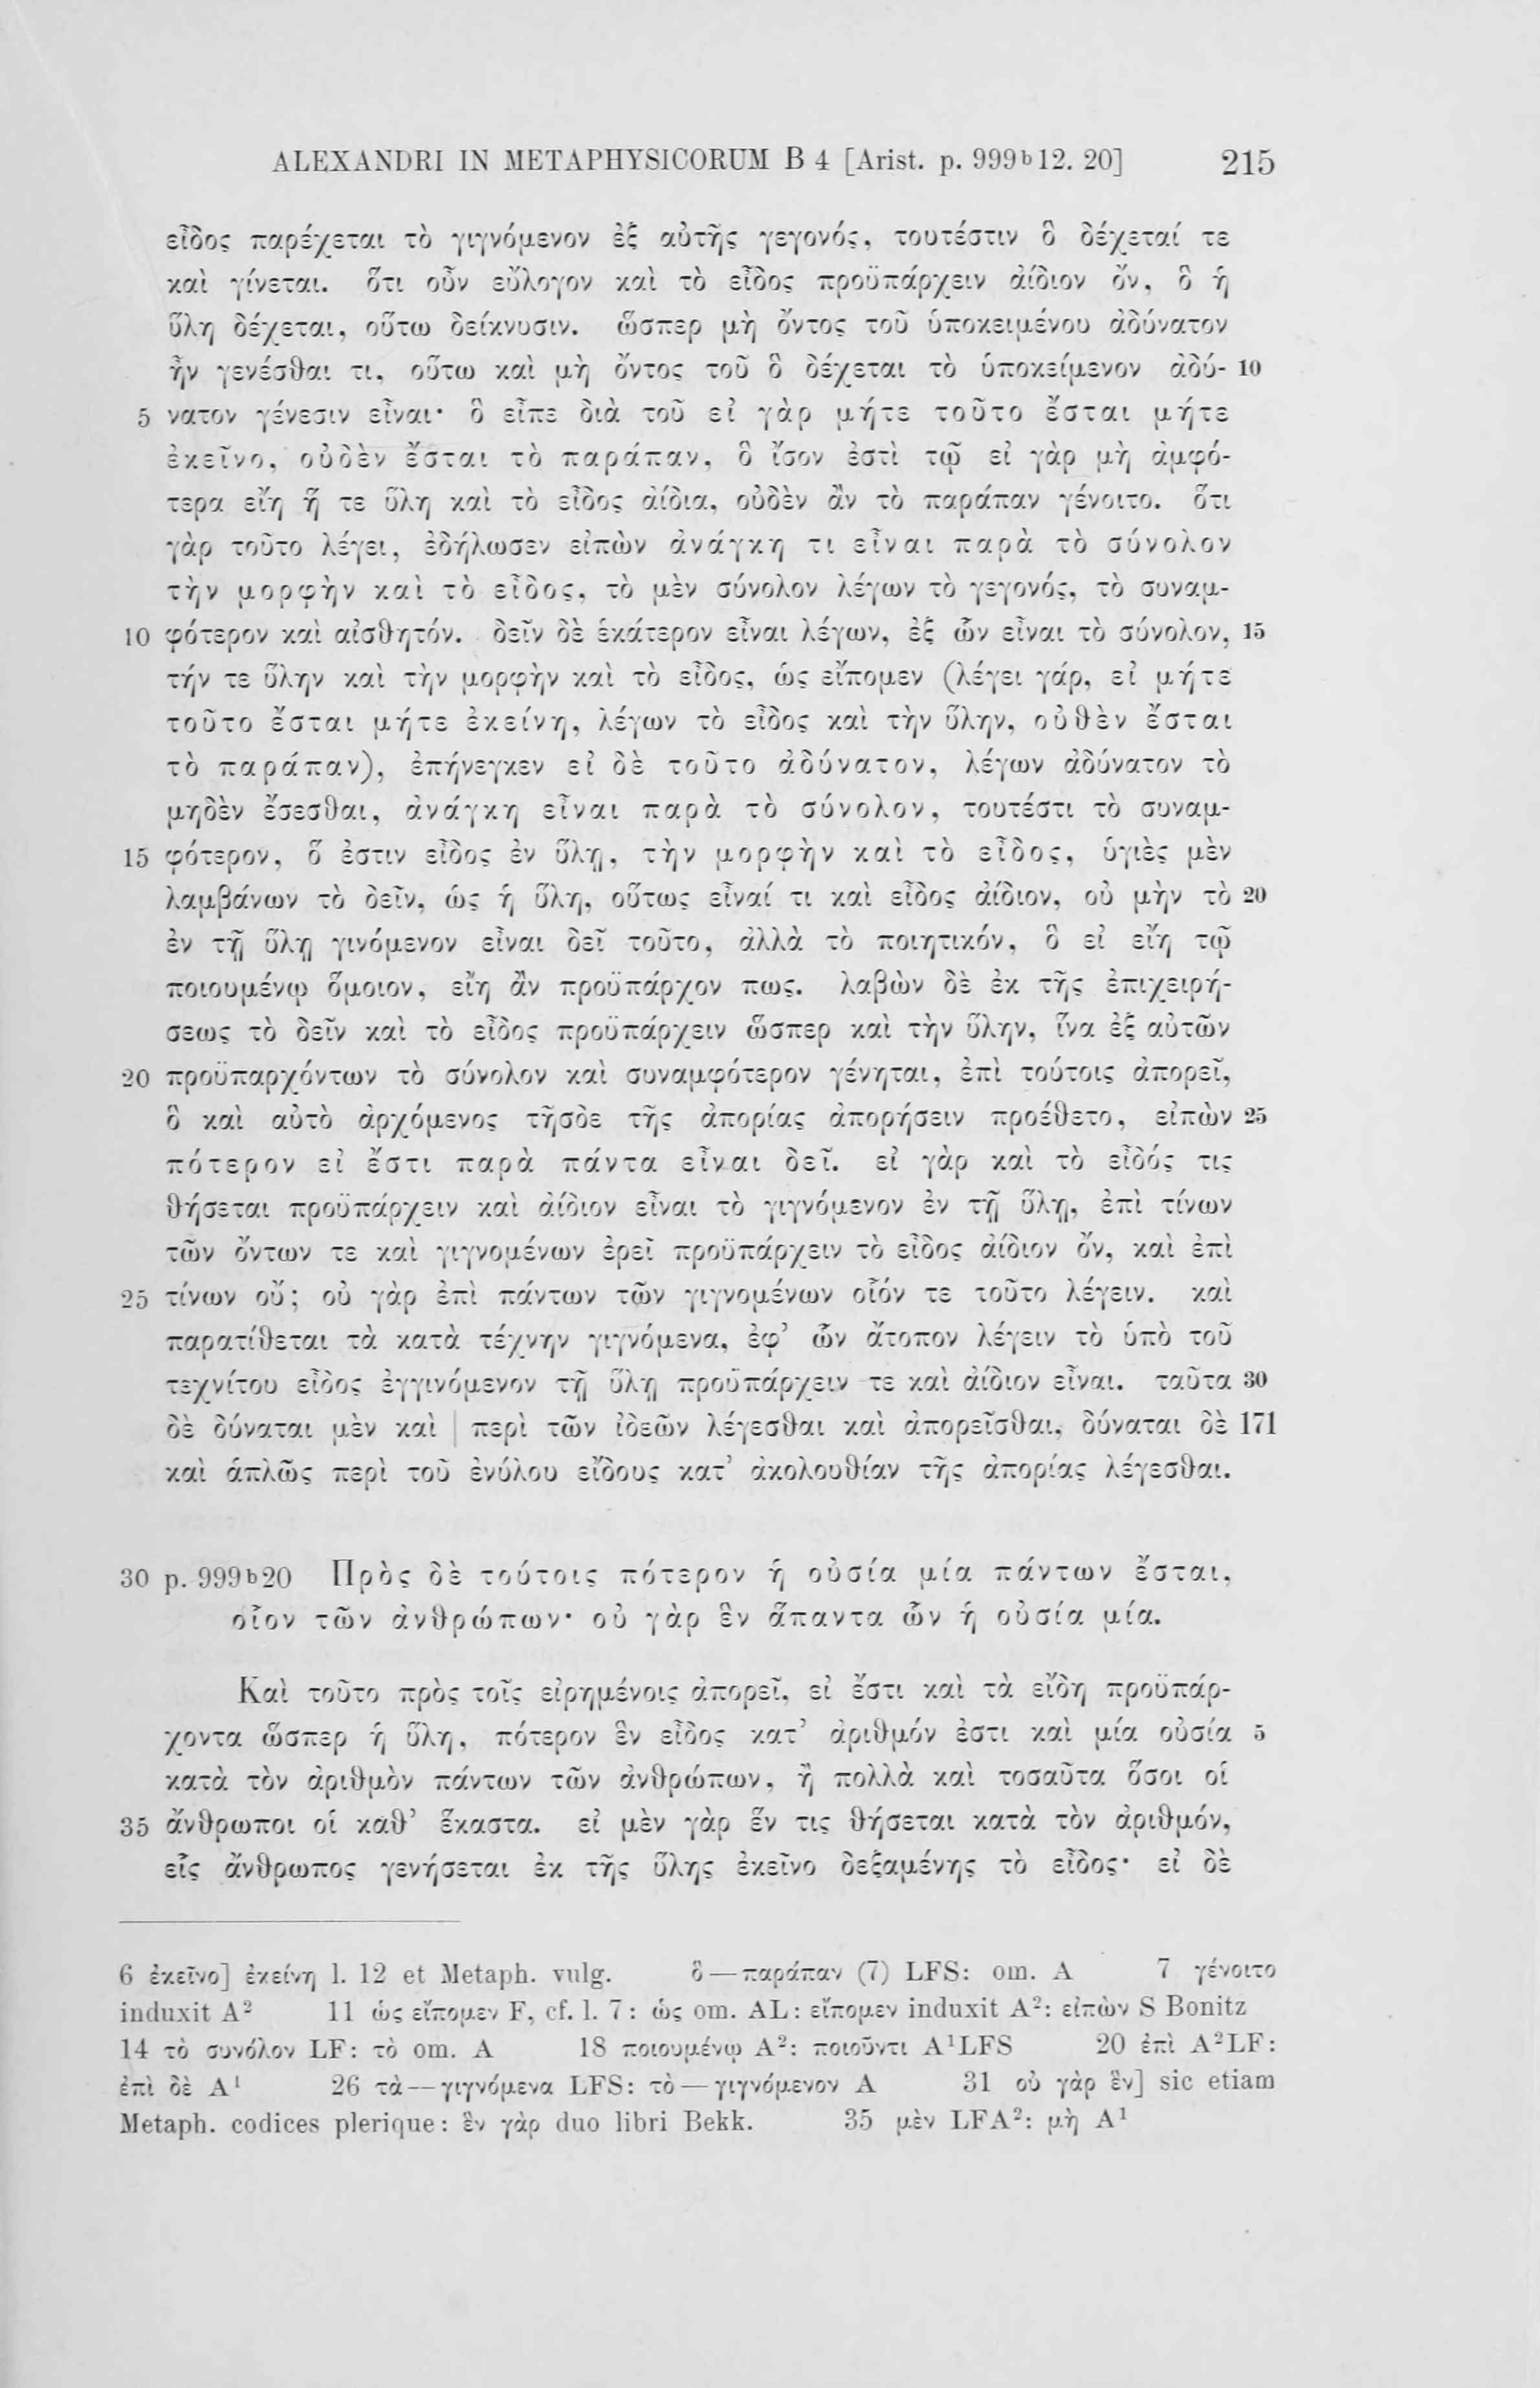 ALEXANDRI IN METAPHYSICORUM B 4 [Arist. p. 999ᵇ12. 20] 215
εἶδος παρέχεται τὸ γιγνόμενον ἐξ αὐτῆς γεγονός, τουτέστιν ὃ δέχεταί τε
καὶ γίνεται. ὅτι οὖν εὔλογον καὶ τὸ εἶδος προϋπάρχειν ἀίδιον ὄν, ὃ ἡ
ὕλη δέχεται, οὕτω δείκνυσιν. ὥσπερ μὴ ὄντος τοῦ ὑποκειμένου ἀδύνατον
ἦν γενέσθαι τι, οὕτω καὶ μὴ ὄντος τοῦ ὃ δέχεται τὸ ὑποκείμενον ἀδύ- 10
5 νατον γένεσιν εἶναι· ὃ εἶπε διὰ τοῦ εἰ γὰρ μήτε τοῦτο ἔσται μήτε
ἐκεῖνο, οὐδὲν ἔσται τὸ παράπαν, ὃ ἴσον ἐστὶ τῷ εἰ γὰρ μὴ ἀμφό-
τερα εἴη ἥ τε ὕλη καὶ τὸ εἶδος ἀίδια, οὐδὲν ἂν τὸ παράπαν γένοιτο. ὅτι
γὰρ τοῦτο λέγει, ἐδήλωσεν εἰπὼν ἀνάγκη τι εἶναι παρὰ τὸ σύνολον
τὴν μορφὴν καὶ τὸ εἶδος, τὸ μὲν σύνολον λέγων τὸ γεγονός, τὸ συναμ-
10 φότερον καὶ αἰσθητόν. δεῖν δὲ ἑκάτερον εἶναι λέγων, ἐξ ὧν εἶναι τὸ σύνολον, 15
τήν τε ὕλην καὶ τὴν μορφὴν καὶ τὸ εἶδος, ὡς εἴπομεν (λέγει γάρ, εἰ μήτε
τοῦτο ἔσται μήτε ἐκείνη, λέγων τὸ εἶδος καὶ τὴν ὕλην, οὐθὲν ἔσται
τὸ παράπαν), ἐπήνεγκεν εἰ δὲ τοῦτο ἀδύνατον, λέγων ἀδύνατον τὸ
μηδὲν ἔσεσθαι, ἀνάγκη εἶναι παρὰ τὸ σύνολον, τουτέστι τὸ συναμ-
15 φότερον, ὅ ἐστιν εἶδος ἐν ὕλῃ, τὴν μορφὴν καὶ τὸ εἶδος, ὑγιὲς μὲν
λαμβάνων τὸ δεῖν, ὡς ἡ ὕλη, οὕτως εἶναί τι καὶ εἶδος ἀίδιον, οὐ μὴν τὸ 20
ἐν τῇ ὕλῃ γινόμενον εἶναι δεῖ τοῦτο, ἀλλὰ τὸ ποιητικόν, ὃ εἰ εἴη τῷ
ποιουμένῳ ὅμοιον, εἴη ἂν προϋπάρχον πως. λαβὼν δὲ ἐκ τῆς ἐπιχειρή-
σεως τὸ δεῖν καὶ τὸ εἶδος προϋπάρχειν ὥσπερ καὶ τὴν ὕλην, ἵνα ἐξ αὐτῶν
20 προϋπαρχόντων τὸ σύνολον καὶ συναμφότερον γένηται, ἐπὶ τούτοις ἀπορεῖ,
ὃ καὶ αὐτὸ ἀρχόμενος τῆσδε τῆς ἀπορίας ἀπορήσειν προέθετο, εἰπὼν 25
πότερον εἰ ἔστι παρὰ πάντα εἶναι δεῖ. εἰ γὰρ καὶ τὸ εἶδός τις
θήσεται προϋπάρχειν καὶ ἀίδιον εἶναι τὸ γιγνόμενον ἐν τῇ ὕλῃ, ἐπὶ τίνων
τῶν ὄντων τε καὶ γιγνομένων ἐρεῖ προϋπάρχειν τὸ εἶδος ἀίδιον ὄν, καὶ ἐπὶ
25 τίνων οὔ; οὐ γὰρ ἐπὶ πάντων τῶν γιγνομένων οἷόν τε τοῦτο λέγειν. καὶ
παρατίθεται τὰ κατὰ τέχνην γιγνόμενα, ἐφ’ ὧν ἄτοπον λέγειν τὸ ὑπὸ τοῦ
τεχνίτου εἶδος ἐγγινόμενον τῇ ὕλῃ προϋπάρχειν τε καὶ ἀίδιον εἶναι. ταῦτα 30
δὲ δύναται μὲν καὶ | περὶ τῶν ἰδεῶν λέγεσθαι καὶ ἀπορεῖσθαι, δύναται δὲ 171
καὶ ἁπλῶς περὶ τοῦ ἐνύλου εἴδους κατ’ ἀκολουθίαν τῆς ἀπορίας λέγεσθαι.
30 p. 999ᵇ20 Πρὸς δὲ τούτοις πότερον ἡ οὐσία μία πάντων ἔσται,
οἷον τῶν ἀνθρώπων· οὐ γὰρ ἓν ἅπαντα ὧν ἡ οὐσία μία.
Καὶ τοῦτο πρὸς τοῖς εἰρημένοις ἀπορεῖ, εἰ ἔστι καὶ τὰ εἴδη προϋπάρ-
χοντα ὥσπερ ἡ ὕλη, πότερον ἓν εἶδος κατ’ ἀριθμόν ἐστι καὶ μία οὐσία 5
κατὰ τὸν ἀριθμὸν πάντων τῶν ἀνθρώπων, ἢ πολλὰ καὶ τοσαῦτα ὅσοι οἱ
35 ἄνθρωποι οἱ καθ’ ἕκαστα. εἰ μὲν γὰρ ἕν τις θήσεται κατὰ τὸν ἀριθμόν,
εἷς ἄνθρωπος γενήσεται ἐκ τῆς ὕλης ἐκεῖνο δεξαμένης τὸ εἶδος· εἰ δὲ
6 ἐκεῖνο] ἐκείνη l. 12 et Metaph. vulg. ὃ—παράπαν (7) LFS: om. A 7 γένοιτο
induxit A² 11 ὡς εἴπομεν F, cf. l. 7: ὡς om. AL: εἴπομεν induxit A²: εἰπὼν S Bonitz
14 τὸ συνόλον LF: τὸ om. A 18 ποιουμένῳ A²: ποιοῦντι A¹LFS 20 ἐπὶ A²LF:
ἐπὶ δὲ A¹ 26 τὰ—γιγνόμενα LFS: τὸ—γιγνόμενον A 31 οὐ γὰρ ἓν] sic etiam
Metaph. codices plerique: ἓν γὰρ duo libri Bekk. 35 μὲν LFA²: μὴ A¹